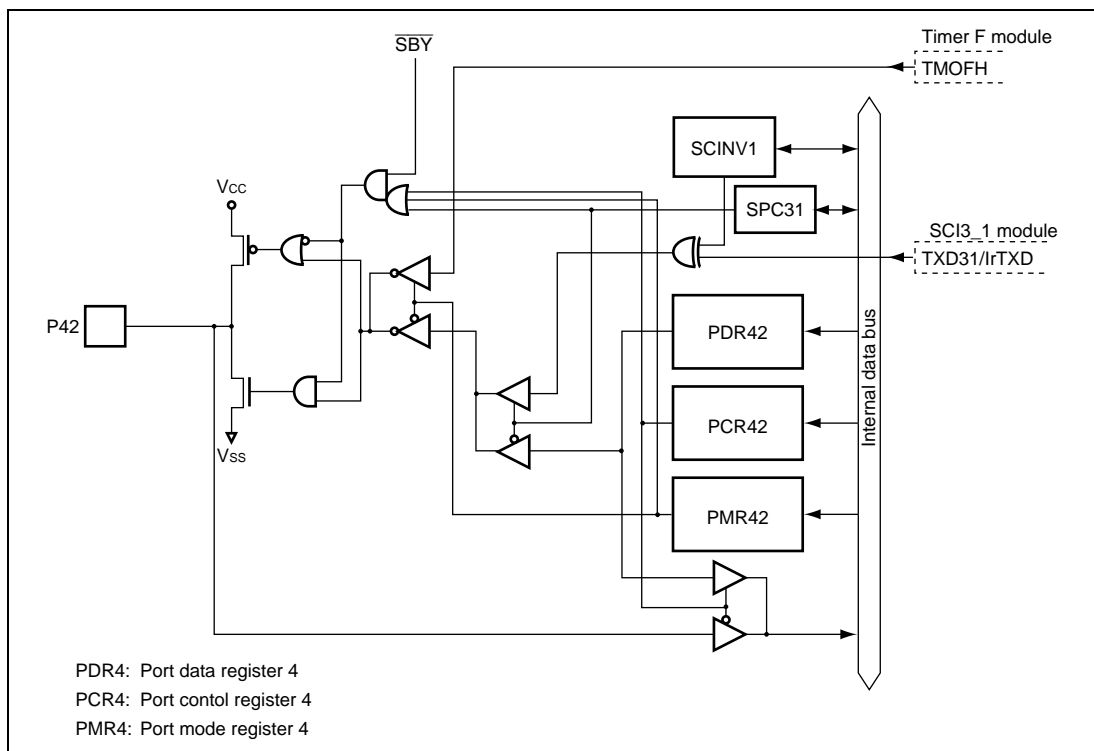 Timer F module
SBY
TMOFH
SCINV1
VCC
SPC31
SCI3_1 module
TXD31/IrTXD
P42
PDR42
Internal data bus
PCR42
VSS
PMR42
PDR4: Port data register 4
PCR4: Port contol register 4
PMR4: Port mode register 4